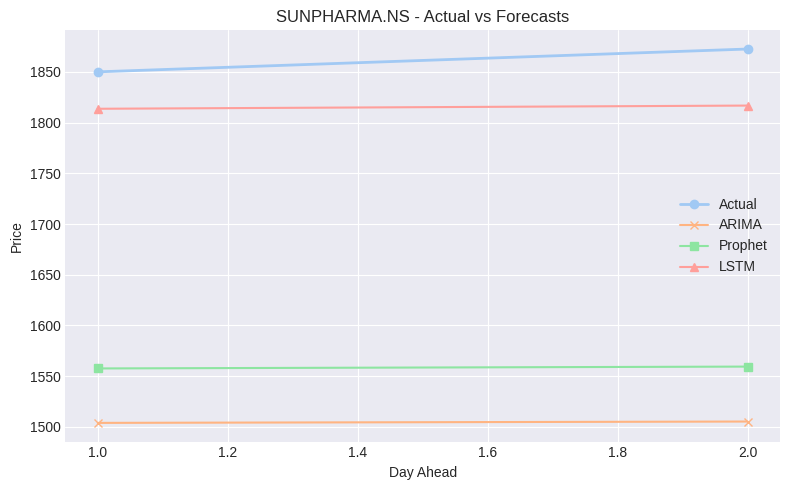 SUNPHARMA.NS - Actual vs Forecasts
Price
1850
1800
1750
1700
1650
1600
1550
1500
Actual
ARIMA
Prophet
LSTM
1.0 1.2 1.4 1.6 1.8 2.0
Day Ahead